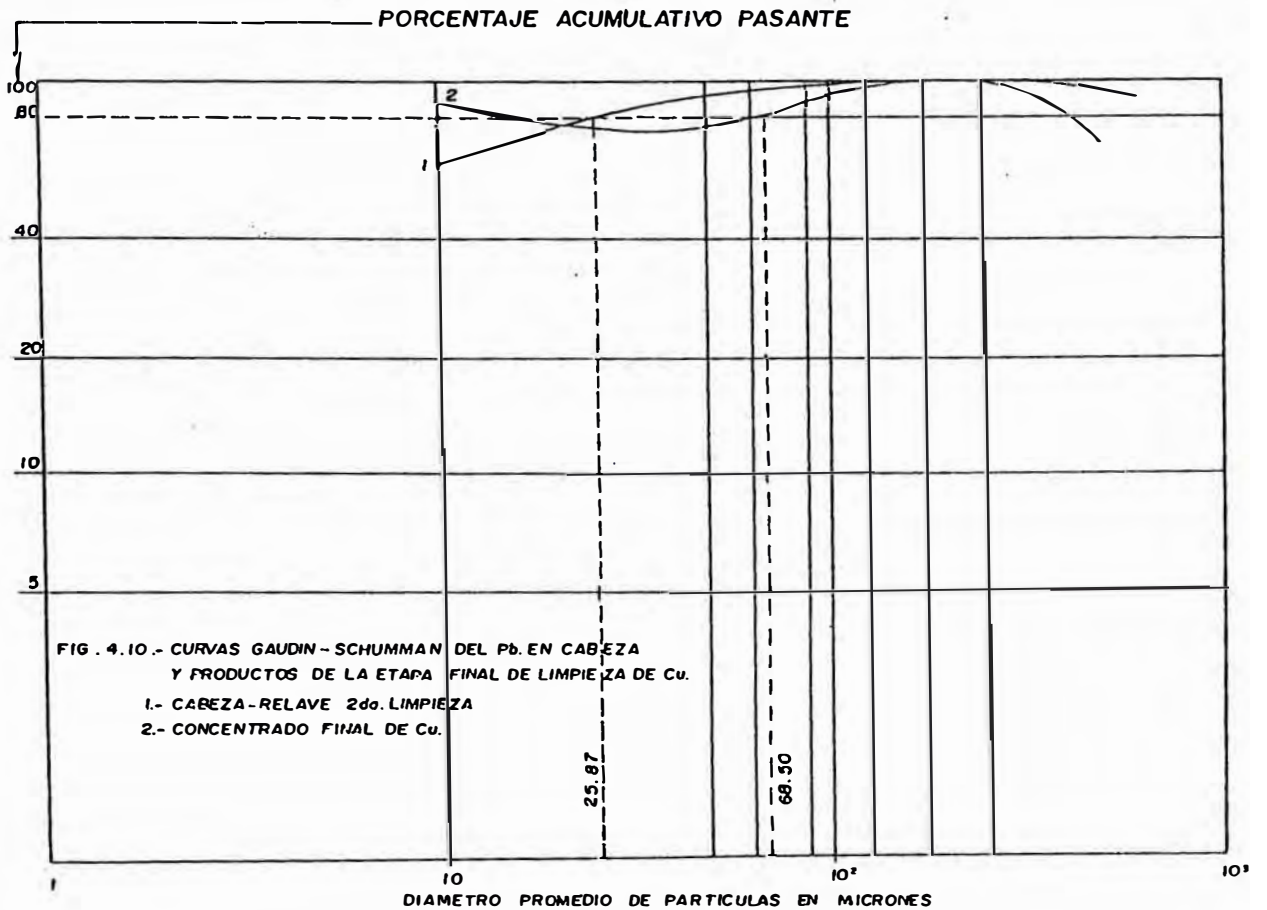 PORCENTAJE ACUMULATIVO PASANTE
100
80
40
20
10
5
2
1
FIG. 4.10.- CURVAS GAUDIN-SCHUMMAN DEL Pb. EN CABEZA
Y PRODUCTOS DE LA ETAPA FINAL DE LIMPIEZA DE Cu.
1.- CABEZA-RELAVE 2da. LIMPIEZA
2.- CONCENTRADO FINAL DE Cu.
25.87
68.50
1
10
10²
10³
DIAMETRO PROMEDIO DE PARTICULAS EN MICRONES